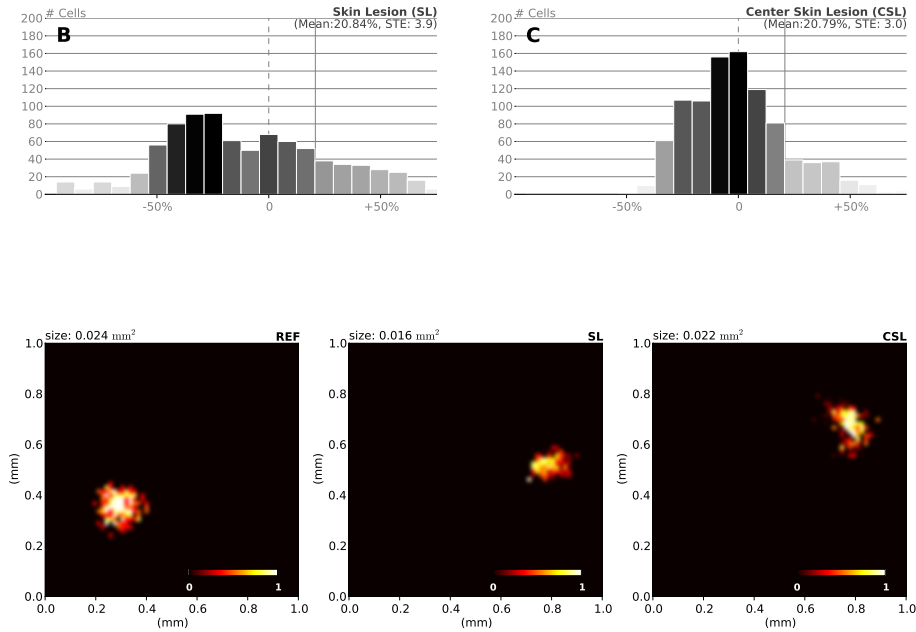 # Cells
Skin Lesion (SL)
(Mean:20.84%, STE: 3.9)
B
200
180
160
140
120
100
80
60
40
20
0
-50%
0
+50%
# Cells
Center Skin Lesion (CSL)
(Mean:20.79%, STE: 3.0)
C
200
180
160
140
120
100
80
60
40
20
0
-50%
0
+50%
size: 0.024 mm²
REF
1.0
0.8
0.6
0.4
0.2
0.0
(mm)
0
1
0.0 0.2 0.4 0.6 0.8 1.0
(mm)
size: 0.016 mm²
SL
1.0
0.8
0.6
0.4
0.2
0.0
(mm)
0
1
0.0 0.2 0.4 0.6 0.8 1.0
(mm)
size: 0.022 mm²
CSL
1.0
0.8
0.6
0.4
0.2
0.0
(mm)
0
1
0.0 0.2 0.4 0.6 0.8 1.0
(mm)